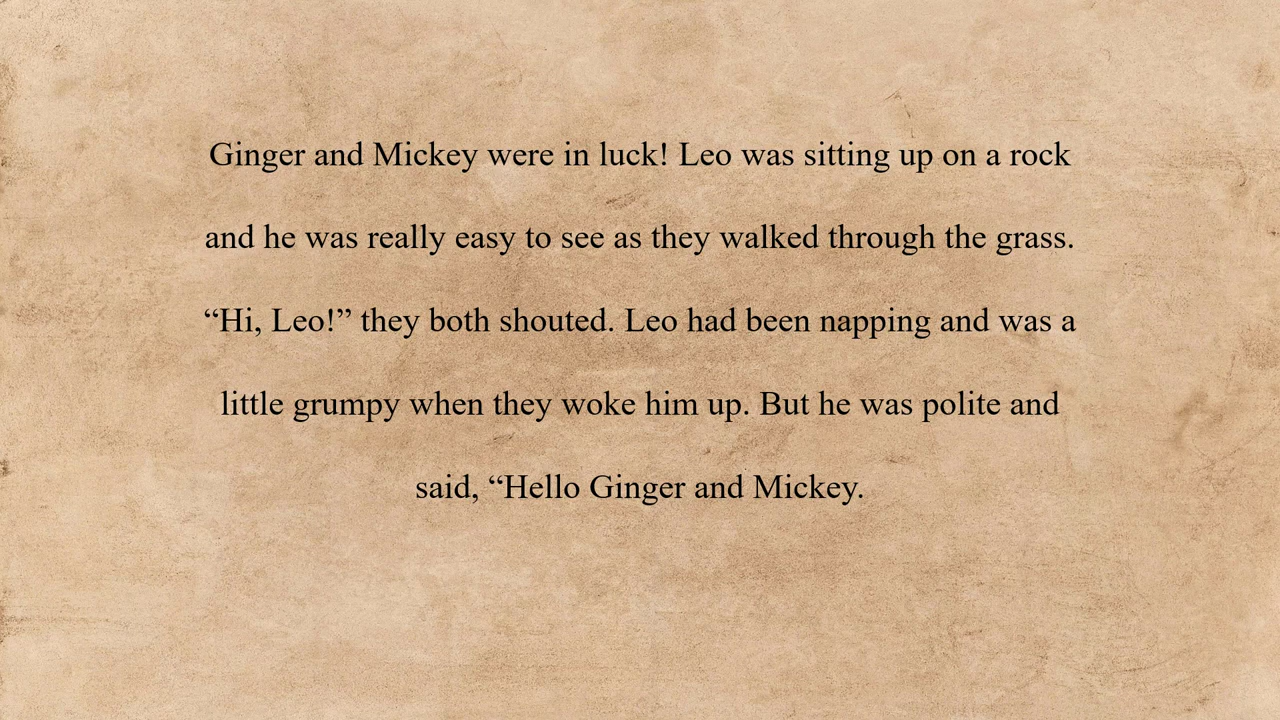 Ginger and Mickey were in luck! Leo was sitting up on a rock
and he was really easy to see as they walked through the grass.
“Hi, Leo!” they both shouted. Leo had been napping and was a
little grumpy when they woke him up. But he was polite and
said, “Hello Ginger and Mickey.